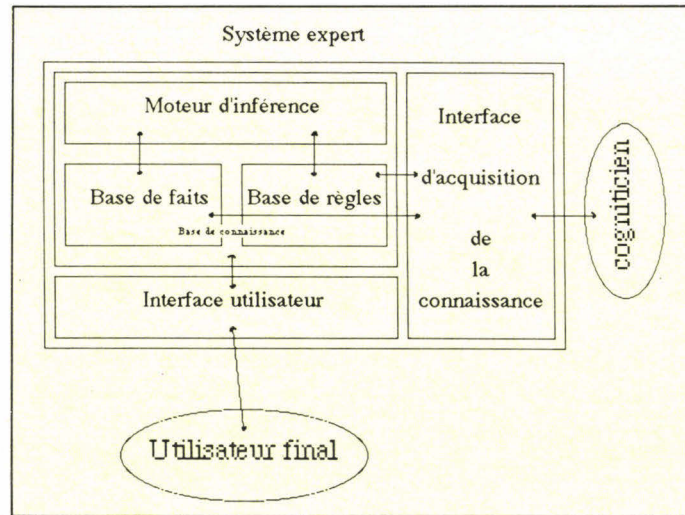 Système expert
Moteur d'inférence
Base de faits
Base de règles
Base de connaissance
Interface utilisateur
Interface
d'acquisition
de
la
connaissance
cogniticien
Utilisateur final